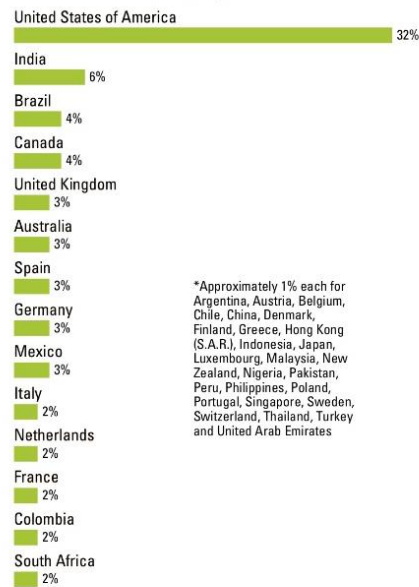 United States of America
32%
India
6%
Brazil
4%
Canada
4%
United Kingdom
3%
Australia
3%
Spain
3%
Germany
3%
Mexico
3%
Italy
2%
Netherlands
2%
France
2%
Colombia
2%
South Africa
2%
*Approximately 1% each for
Argentina, Austria, Belgium,
Chile, China, Denmark,
Finland, Greece, Hong Kong
(S.A.R.), Indonesia, Japan,
Luxembourg, Malaysia, New
Zealand, Nigeria, Pakistan,
Peru, Philippines, Poland,
Portugal, Singapore, Sweden,
Switzerland, Thailand, Turkey
and United Arab Emirates